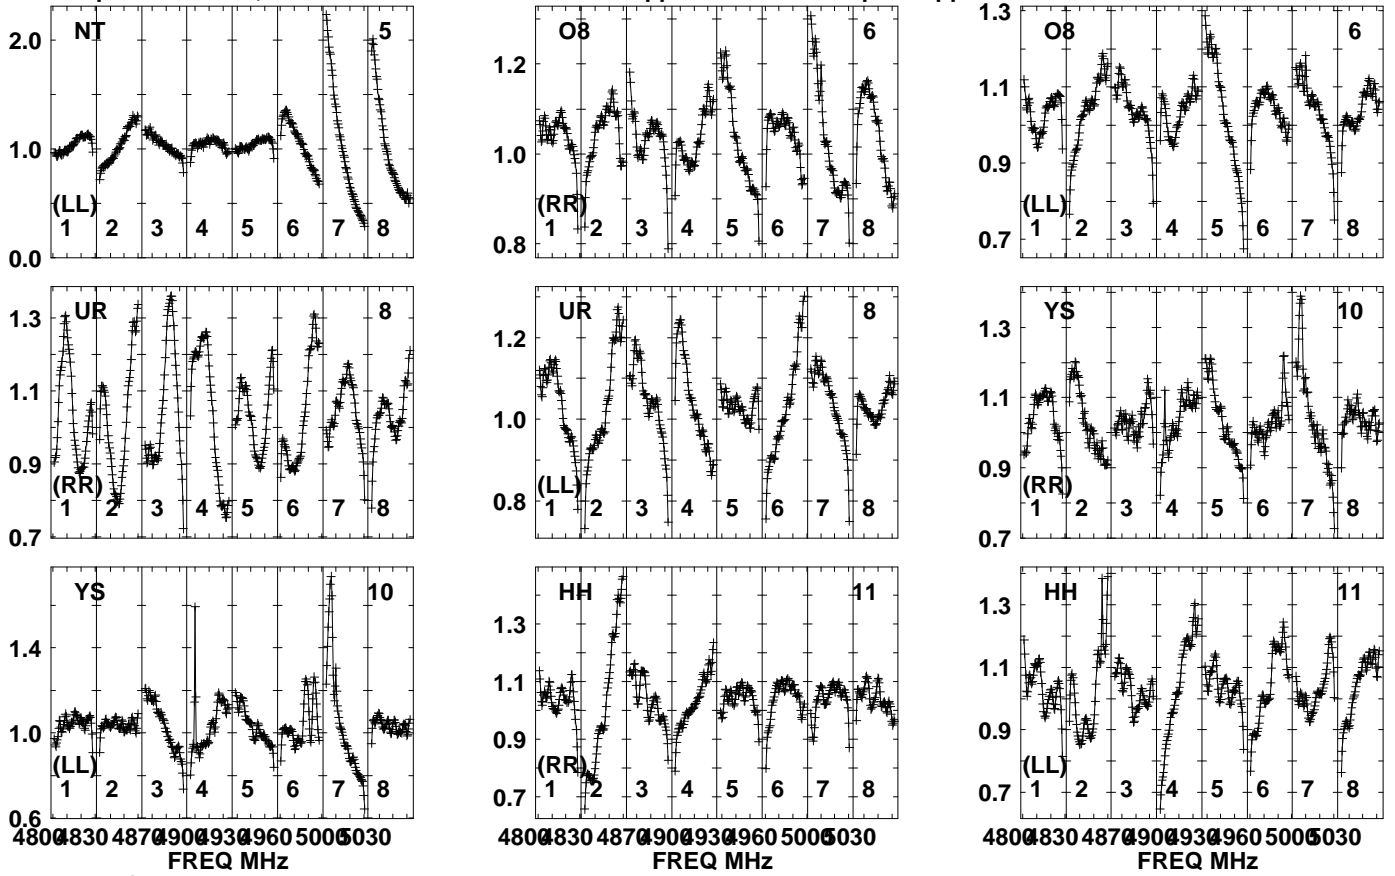 NT 5
2.0
1.0
0.0
(LL)
1 2 3 4 5 6 7 8
O8 6
1.2
1.0
0.8
(RR)
1 2 3 4 5 6 7 8
O8 6
1.3
1.1
0.9
0.7
(LL)
1 2 3 4 5 6 7 8
UR 8
1.3
1.1
0.9
0.7
(RR)
1 2 3 4 5 6 7 8
UR 8
1.2
1.0
0.8
(LL)
1 2 3 4 5 6 7 8
YS 10
1.3
1.1
0.9
0.7
(RR)
1 2 3 4 5 6 7 8
YS 10
1.4
1.0
0.6
(LL)
1 2 3 4 5 6 7 8
4800 4830 4870 4900 4930 4960 5000 5030
FREQ MHz
HH 11
1.3
1.1
0.9
0.7
(RR)
1 2 3 4 5 6 7 8
4800 4830 4870 4900 4930 4960 5000 5030
FREQ MHz
HH 11
1.3
1.1
0.9
0.7
(LL)
1 2 3 4 5 6 7 8
4800 4830 4870 4900 4930 4960 5000 5030
FREQ MHz